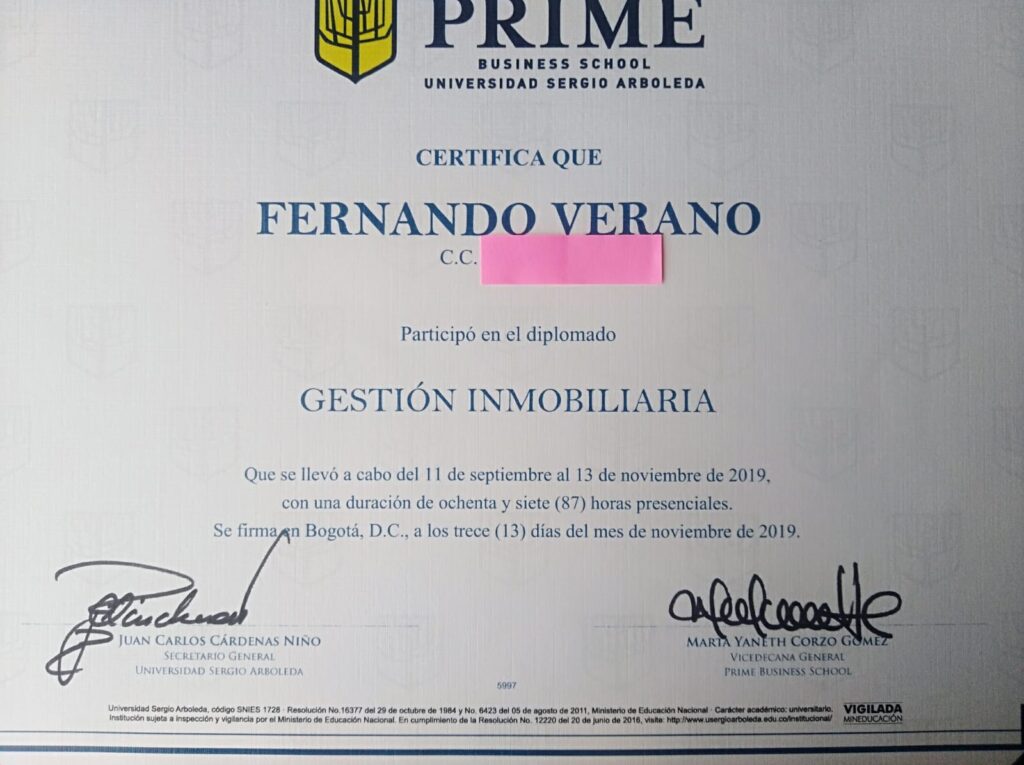 PRIME
BUSINESS SCHOOL
UNIVERSIDAD SERGIO ARBOLEDA
CERTIFICA QUE
FERNANDO VERANO
C.C.
Participó en el diplomado
GESTIÓN INMOBILIARIA
Que se llevó a cabo del 11 de septiembre al 13 de noviembre de 2019,
con una duración de ochenta y siete (87) horas presenciales.
Se firma en Bogotá, D.C., a los trece (13) días del mes de noviembre de 2019.
JUAN CARLOS CÁRDENAS NIÑO
SECRETARIO GENERAL
UNIVERSIDAD SERGIO ARBOLEDA
MARTA YANETH CORZO GÓMEZ
VICEDECANA GENERAL
PRIME BUSINESS SCHOOL
5997
Universidad Sergio Arboleda, código SNIES 1728 - Resolución No.16377 del 29 de octubre de 1984 y No. 6423 del 05 de agosto de 2011, Ministerio de Educación Nacional - Carácter académico: universitario.
Institución sujeta a inspección y vigilancia por el Ministerio de Educación Nacional. En cumplimiento de la Resolución No. 12220 del 20 de junio de 2016, visite: http://www.usergioarboleda.edu.co/institucional/
VIGILADA
MINEDUCACIÓN